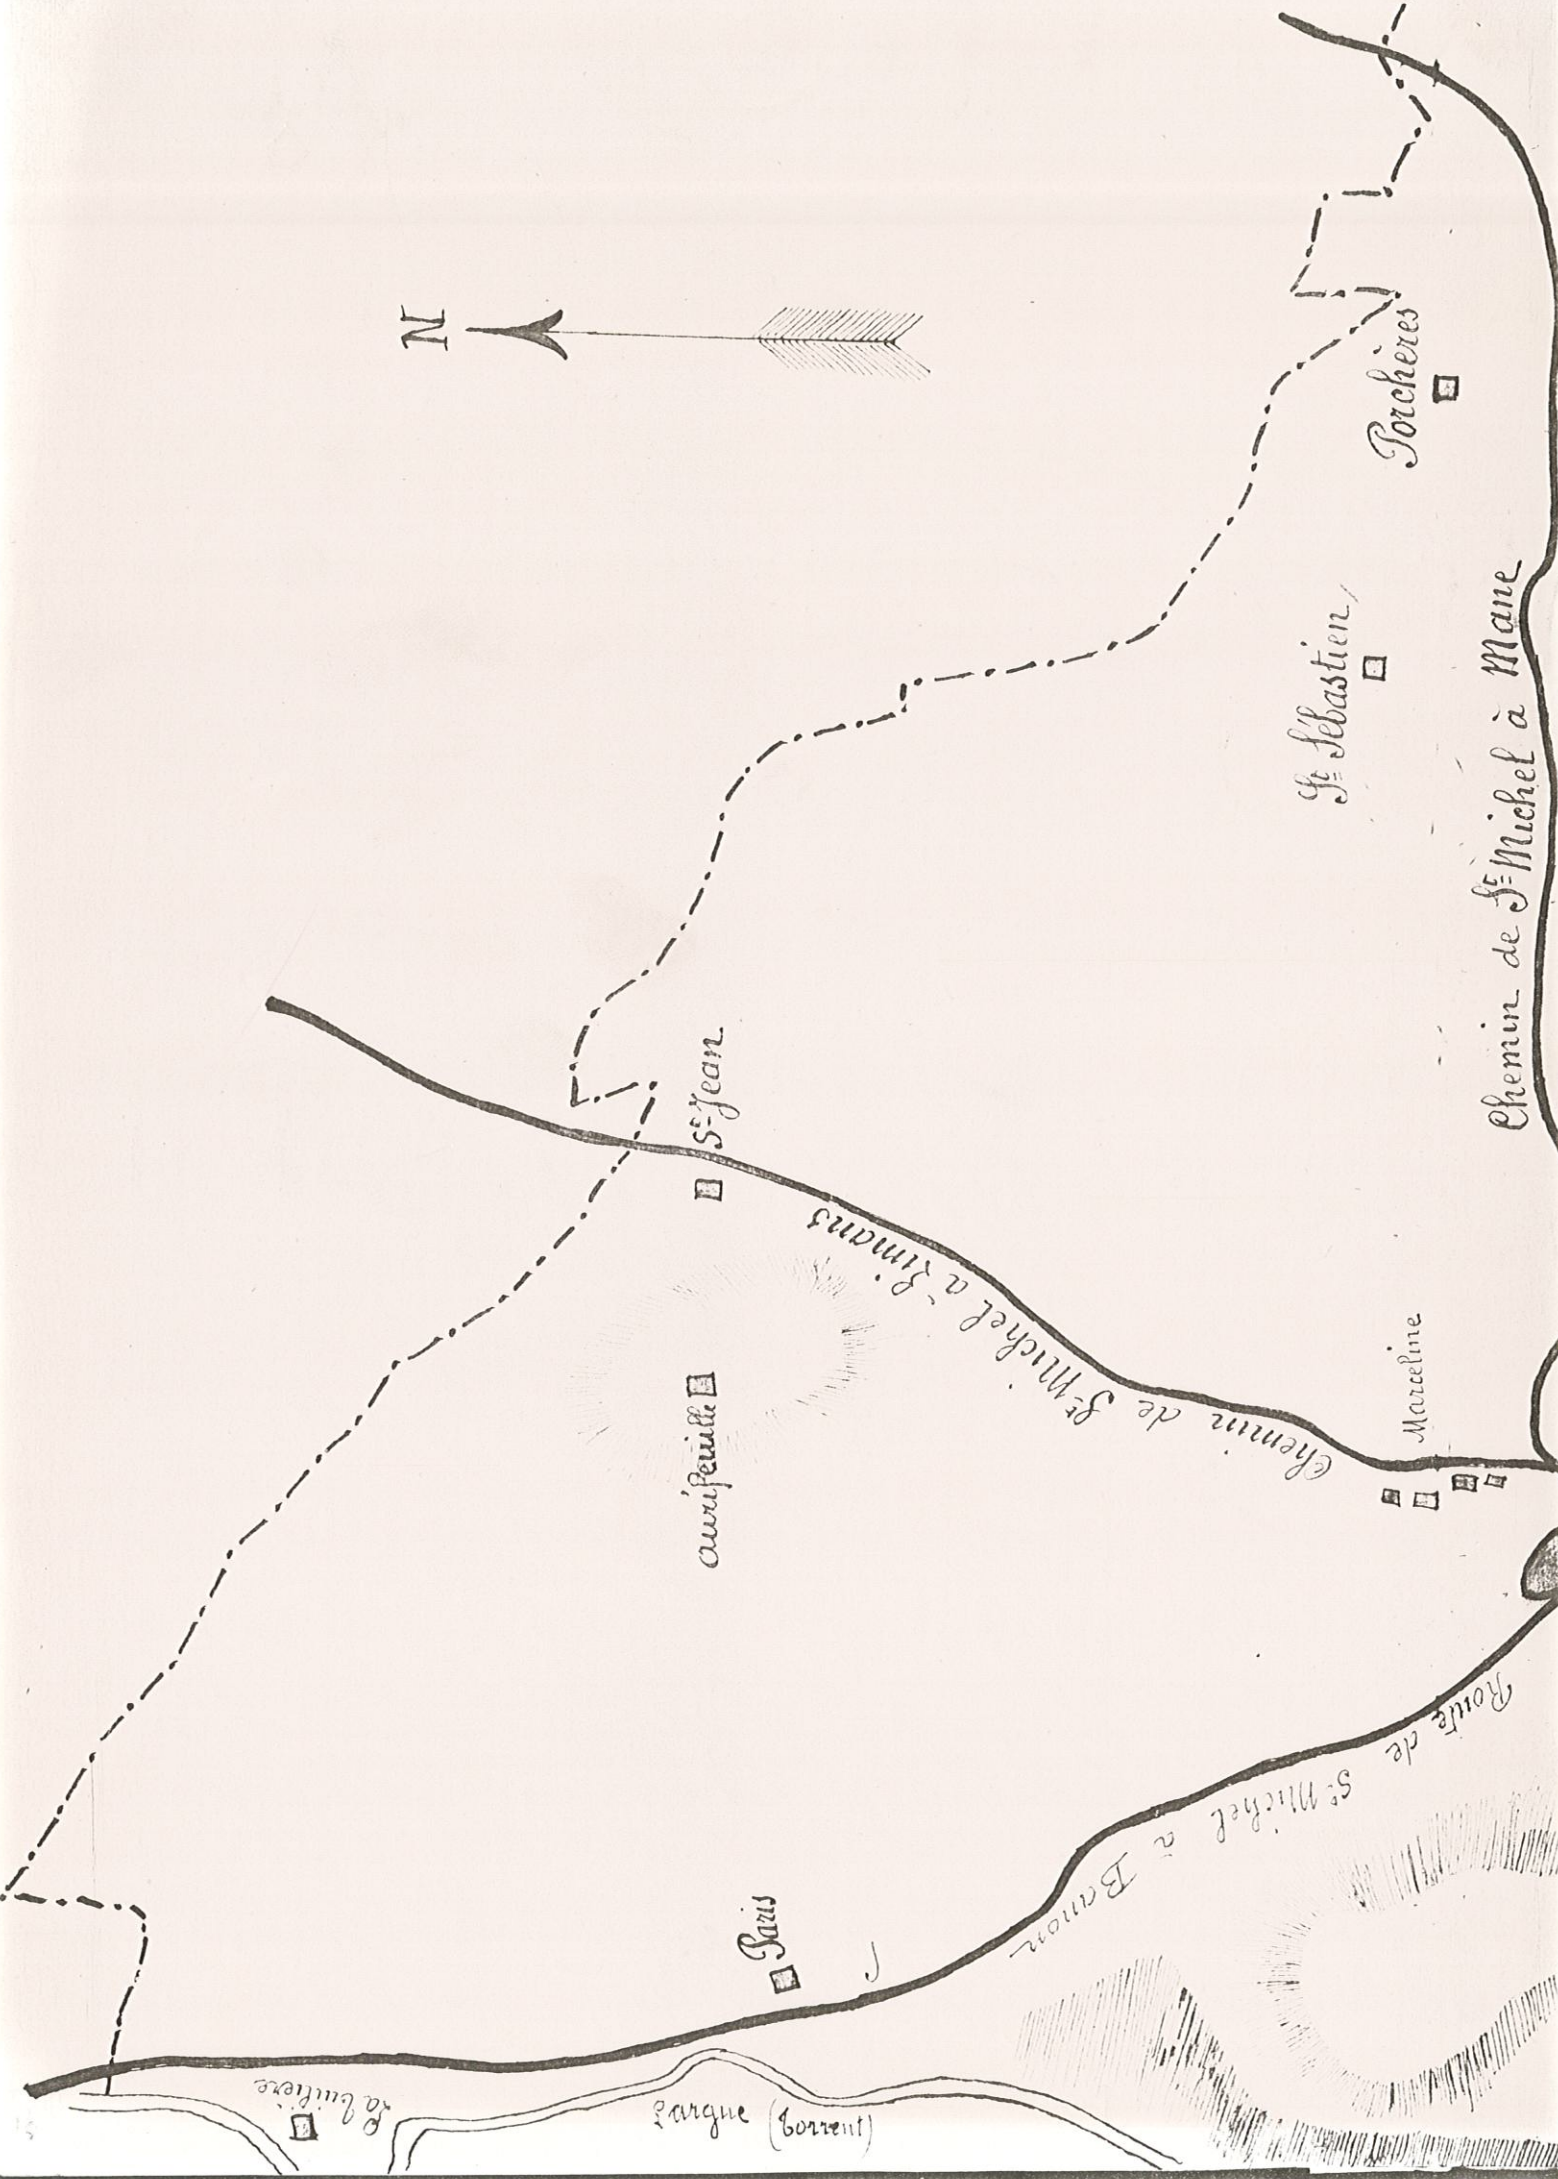 N
Porchères
St Sébastien
Chemin de St Michel à Mane
St Jean
Chemin de St Michel à Limans
Marceline
aurifeuille
Route de St Michel à Banon
Paris
La Tuilière
Largue (Torrent)